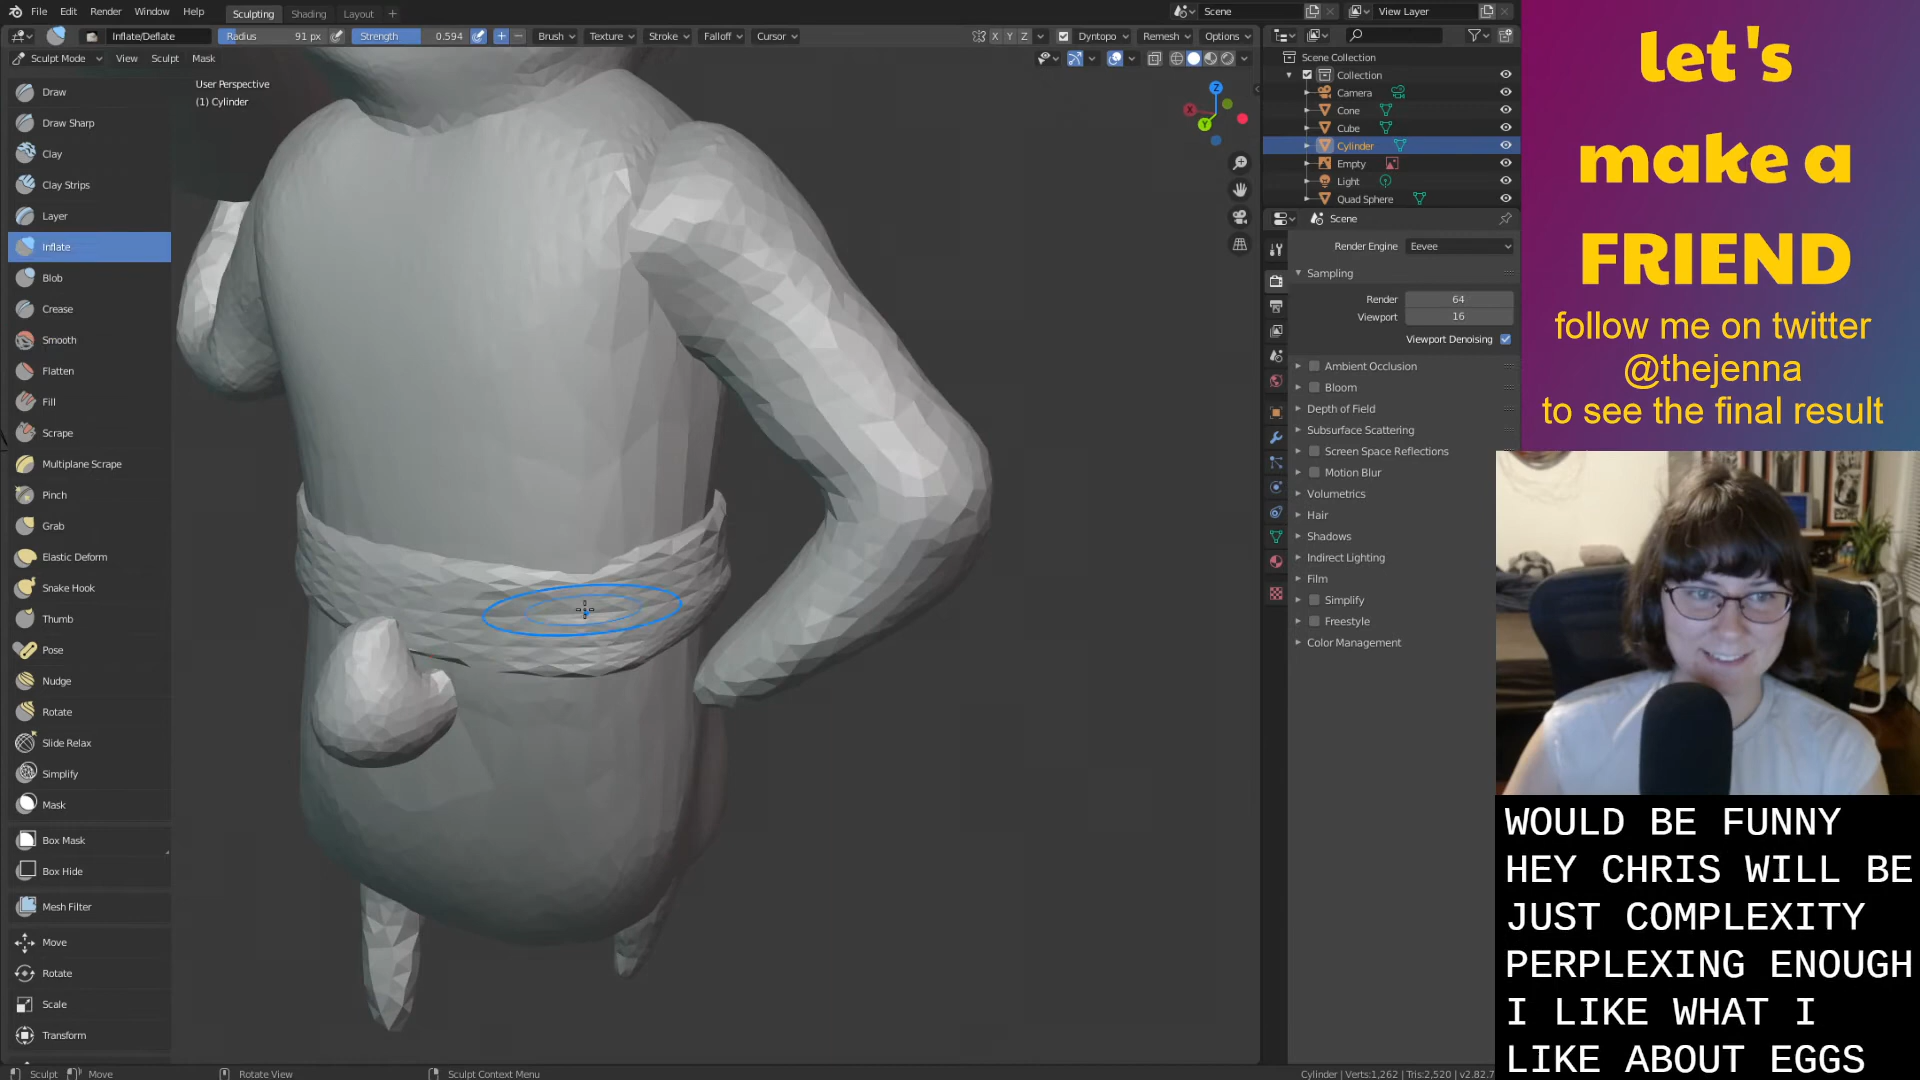 File Edit Render Window Help Sculpting Shading Layout +
Scene View Layer
Inflate/Deflate Radius 91 px Strength 0.594 Brush Texture Stroke Falloff Cursor X Y Z Dyntopo Remesh Options
Sculpt Mode View Sculpt Mask
User Perspective
(1) Cylinder
Draw
Draw Sharp
Clay
Clay Strips
Layer
Inflate
Blob
Crease
Smooth
Flatten
Fill
Scrape
Multiplane Scrape
Pinch
Grab
Elastic Deform
Snake Hook
Thumb
Pose
Nudge
Rotate
Slide Relax
Simplify
Mask
Box Mask
Box Hide
Mesh Filter
Move
Rotate
Scale
Transform
Z
X
Y
Scene Collection
Collection
Camera
Cone
Cube
Cylinder
Empty
Light
Quad Sphere
Scene
Render Engine Eevee
Sampling
Render 64
Viewport 16
Viewport Denoising
Ambient Occlusion
Bloom
Depth of Field
Subsurface Scattering
Screen Space Reflections
Motion Blur
Volumetrics
Hair
Shadows
Indirect Lighting
Film
Simplify
Freestyle
Color Management
let's
make a
FRIEND
follow me on twitter
@thejenna
to see the final result
WOULD BE FUNNY
HEY CHRIS WILL BE
JUST COMPLEXITY
PERPLEXING ENOUGH
I LIKE WHAT I
LIKE ABOUT EGGS
Sculpt Move Rotate View Sculpt Context Menu Cylinder | Verts:1,262 | Tris:2,520 | v2.82.7